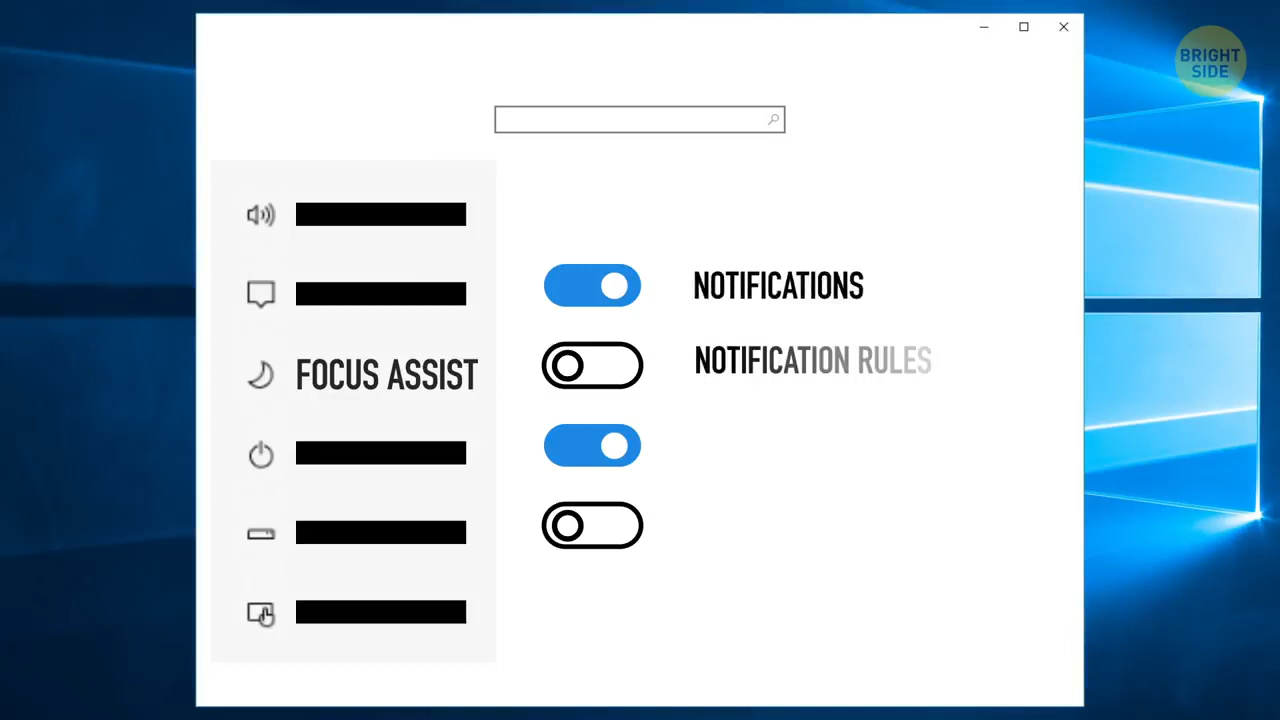 BRIGHT
SIDE
NOTIFICATIONS
NOTIFICATION RULES
FOCUS ASSIST